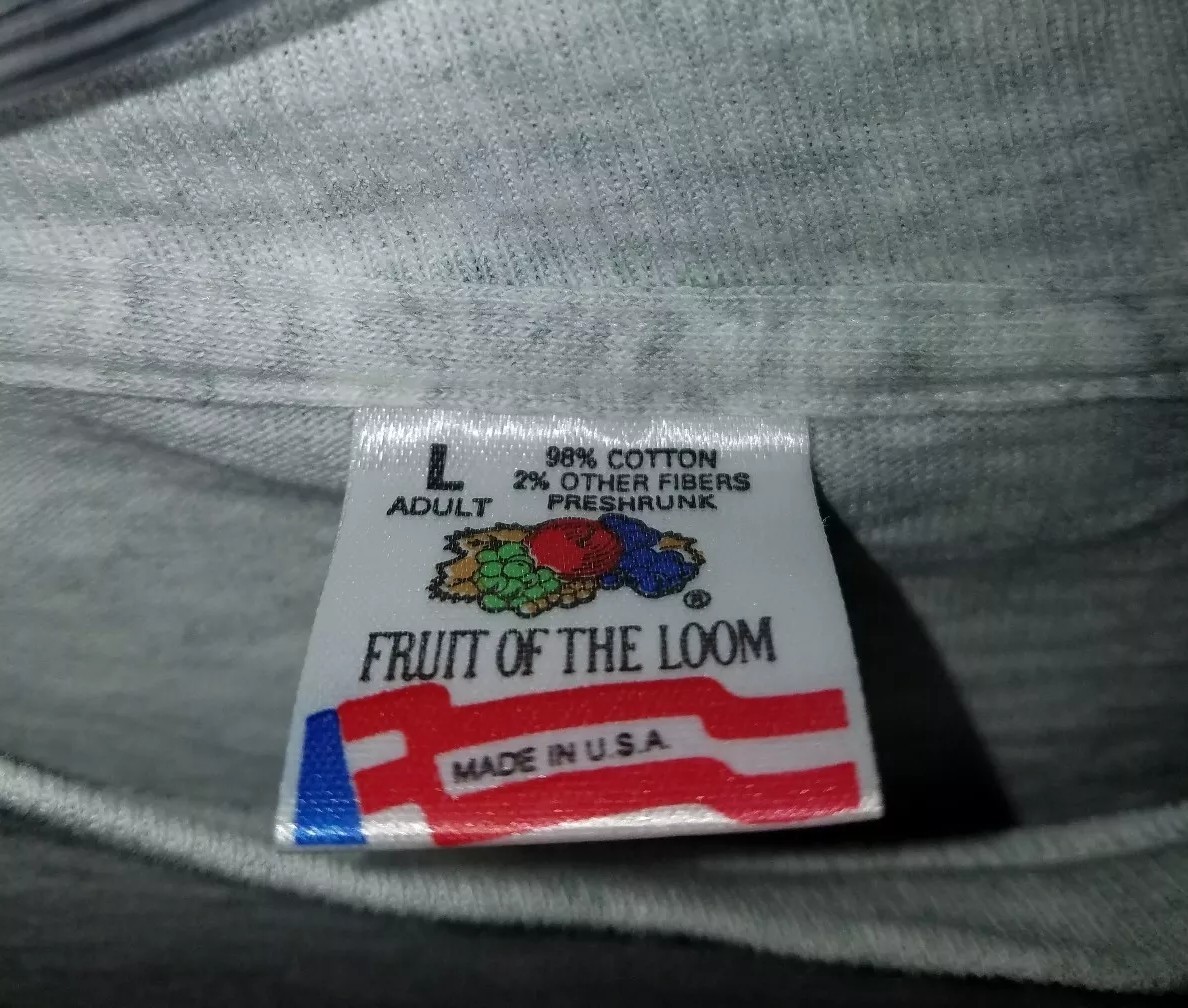 L
ADULT
98% COTTON
2% OTHER FIBERS
PRESHRUNK
®
FRUIT OF THE LOOM
MADE IN U.S.A.